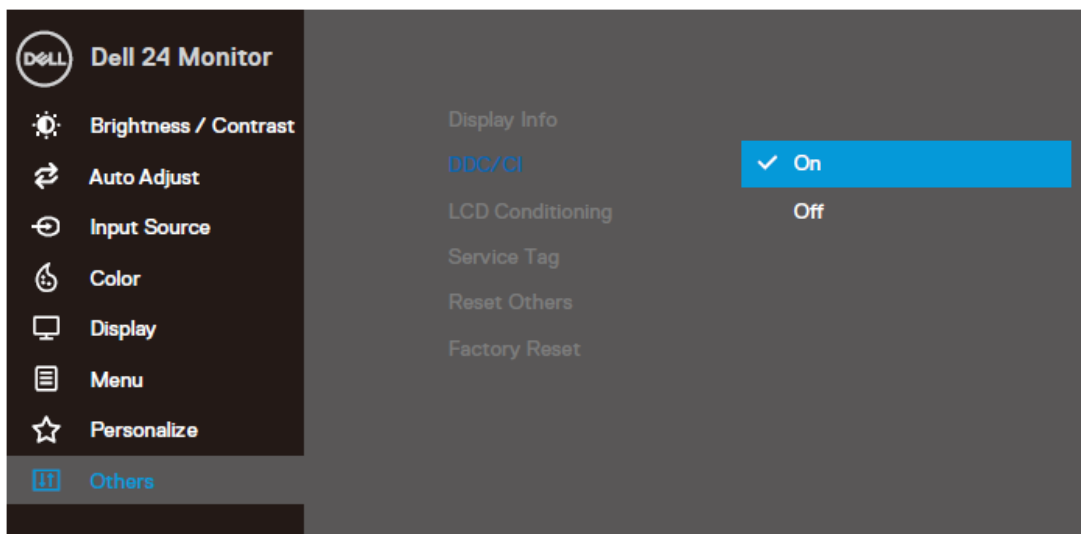 DELL Dell 24 Monitor
Brightness / Contrast
Auto Adjust
Input Source
Color
Display
Menu
Personalize
Others
Display Info
DDC/CI
LCD Conditioning
Service Tag
Reset Others
Factory Reset
On
Off